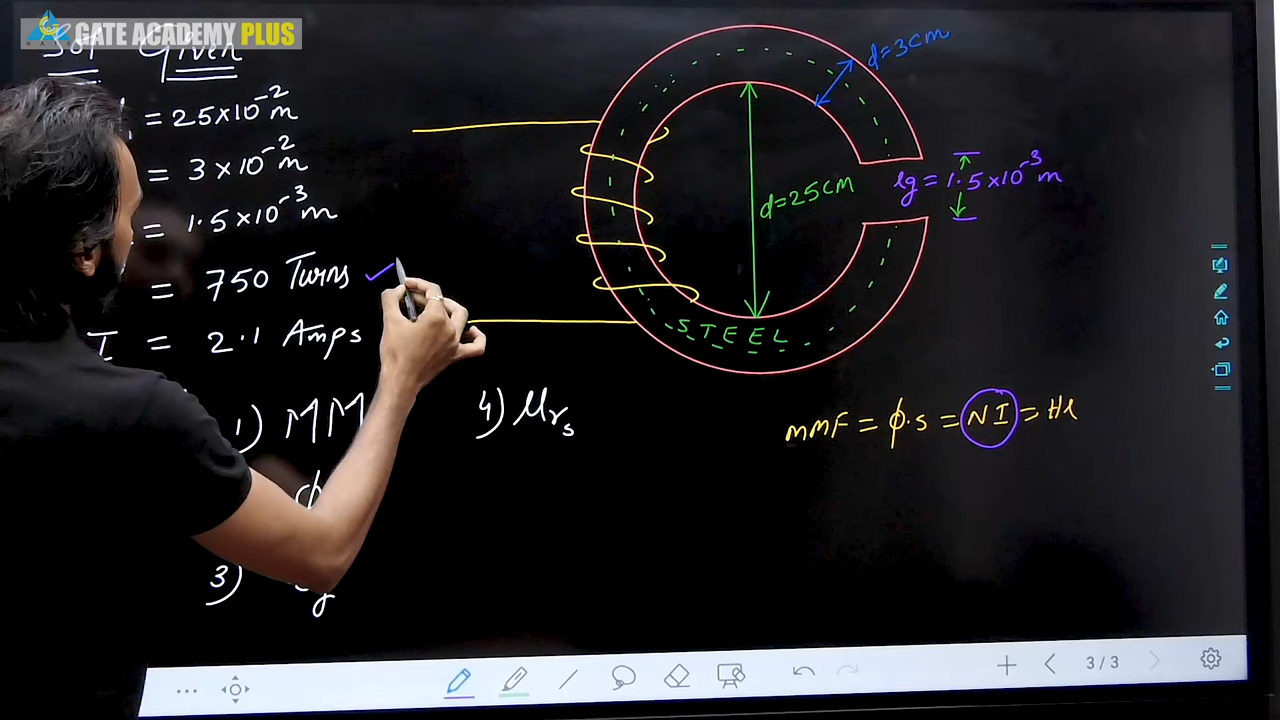 GATE ACADEMY PLUS
Sol Given
= 25×10⁻² m
= 3×10⁻² m
= 1.5×10⁻³ m
= 750 Turns ✓
I = 2.1 Amps
1) MM
ϕ
3)
4) μrs
d=3cm
d=25cm
lg = 1.5×10⁻³ m
STEEL
MMF = ϕ.s = NI = Hl
3/3